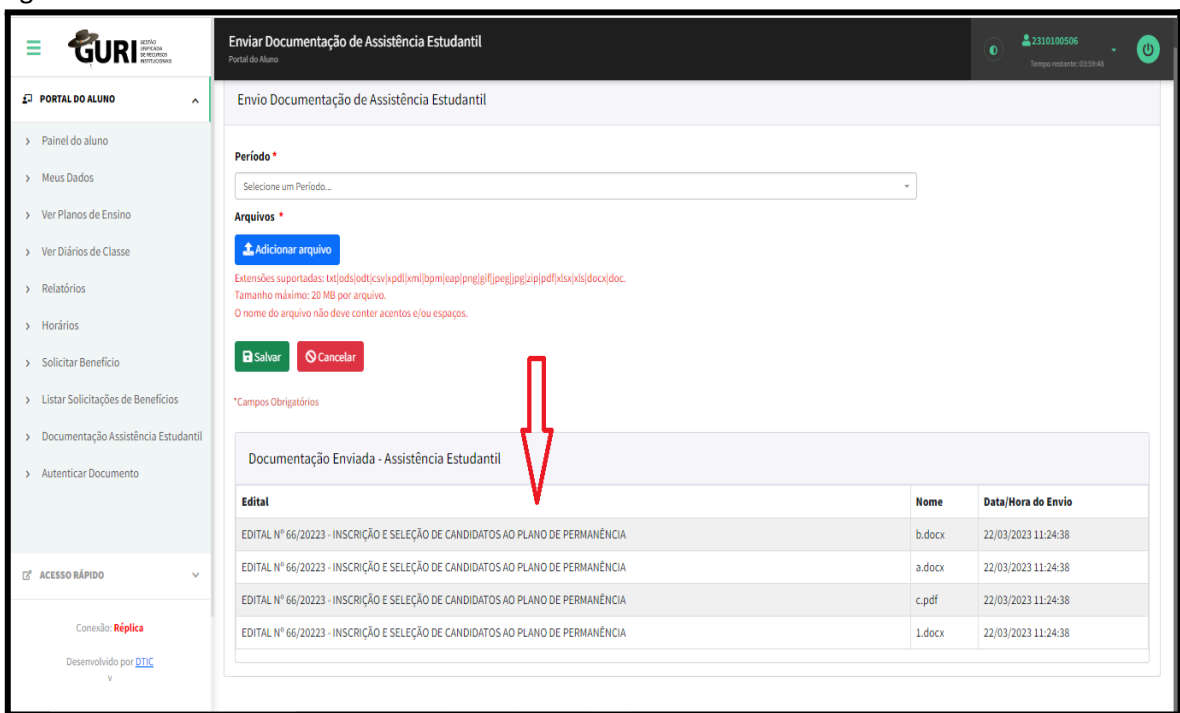 GURI
GESTÃO
UNIFICADA
DE RECURSOS
INSTITUCIONAIS
Enviar Documentação de Assistência Estudantil
Portal do Aluno
2310100506
Tempo restante: 03:59:48
PORTAL DO ALUNO
Painel do aluno
Meus Dados
Ver Planos de Ensino
Ver Diários de Classe
Relatórios
Horários
Solicitar Benefício
Listar Solicitações de Benefícios
Documentação Assistência Estudantil
Autenticar Documento
ACESSO RÁPIDO
Conexão: Réplica
Desenvolvido por DTIC
v
Envio Documentação de Assistência Estudantil
Período *
Selecione um Período...
Arquivos *
Adicionar arquivo
Extensões suportadas: txt|ods|odt|csv|xpdl|xml|bpm|eap|png|gif|jpeg|jpg|zip|pdf|xlsx|xls|docx|doc.
Tamanho máximo: 20 MB por arquivo.
O nome do arquivo não deve conter acentos e/ou espaços.
Salvar Cancelar
*Campos Obrigatórios
Documentação Enviada - Assistência Estudantil
Edital Nome Data/Hora do Envio
EDITAL Nº 66/20223 - INSCRIÇÃO E SELEÇÃO DE CANDIDATOS AO PLANO DE PERMANÊNCIA b.docx 22/03/2023 11:24:38
EDITAL Nº 66/20223 - INSCRIÇÃO E SELEÇÃO DE CANDIDATOS AO PLANO DE PERMANÊNCIA a.docx 22/03/2023 11:24:38
EDITAL Nº 66/20223 - INSCRIÇÃO E SELEÇÃO DE CANDIDATOS AO PLANO DE PERMANÊNCIA c.pdf 22/03/2023 11:24:38
EDITAL Nº 66/20223 - INSCRIÇÃO E SELEÇÃO DE CANDIDATOS AO PLANO DE PERMANÊNCIA 1.docx 22/03/2023 11:24:38